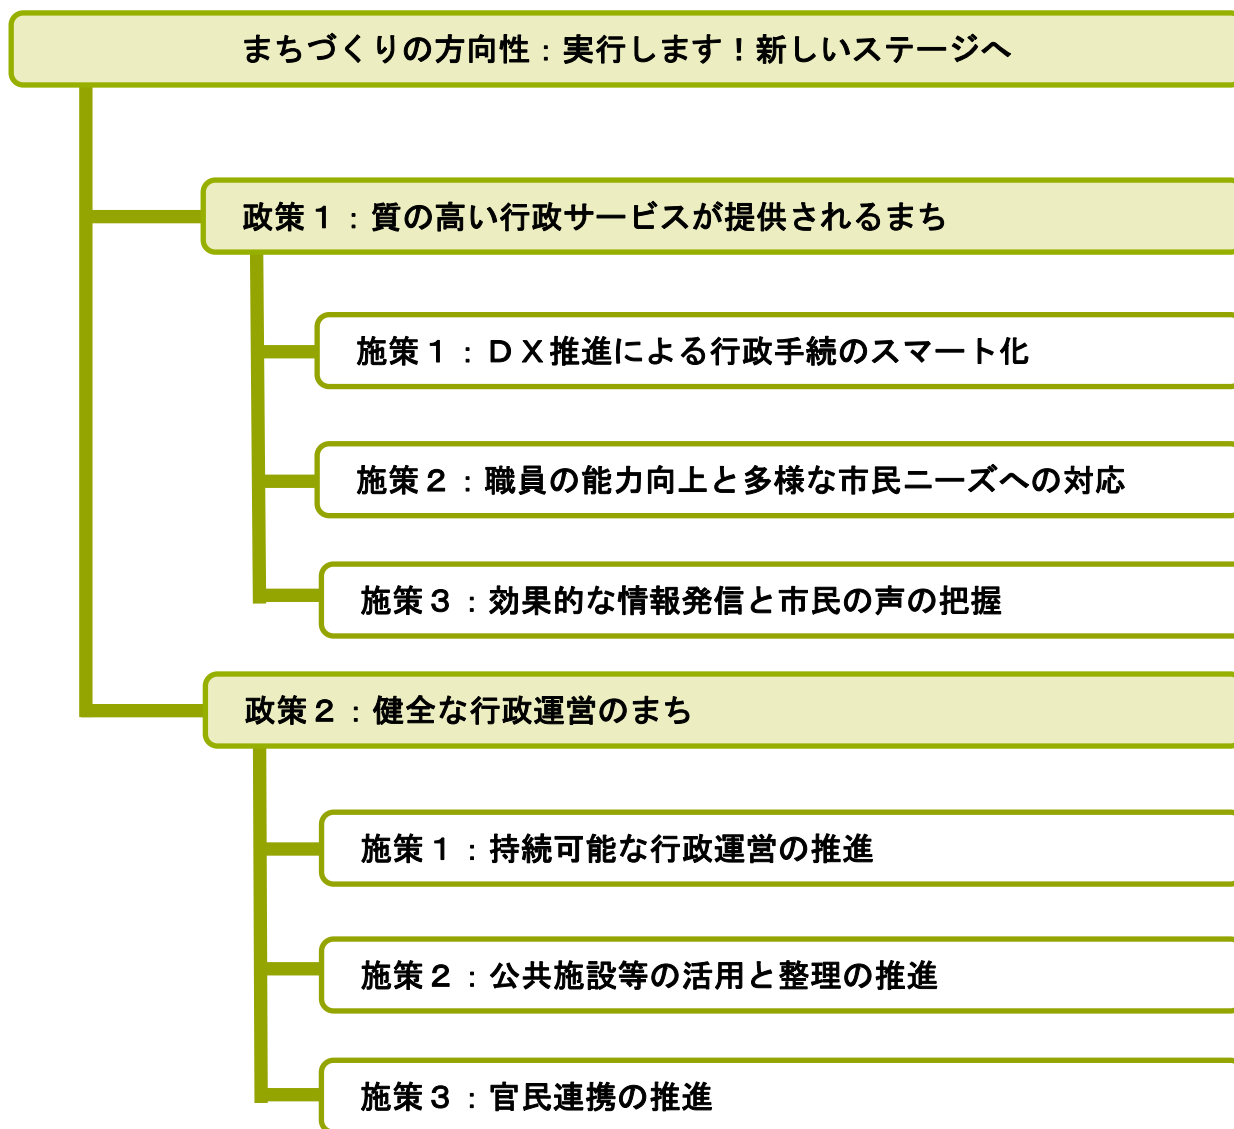 まちづくりの方向性：実行します！新しいステージへ
政策１：質の高い行政サービスが提供されるまち
施策１：ＤＸ推進による行政手続のスマート化
施策２：職員の能力向上と多様な市民ニーズへの対応
施策３：効果的な情報発信と市民の声の把握
政策２：健全な行政運営のまち
施策１：持続可能な行政運営の推進
施策２：公共施設等の活用と整理の推進
施策３：官民連携の推進